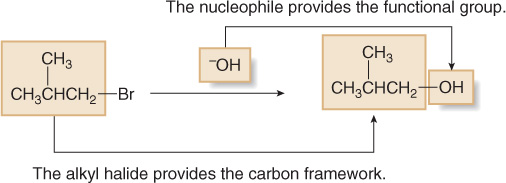 The nucleophile provides the functional group.
CH₃
CH₃CHCH₂—Br
⁻OH
CH₃
CH₃CHCH₂—OH
The alkyl halide provides the carbon framework.